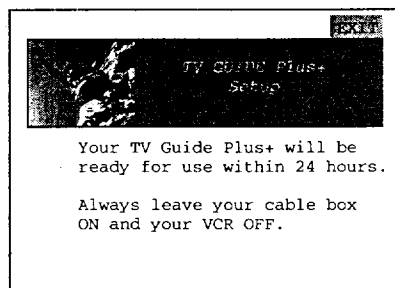 EXIT
TV GUIDE Plus+
Setup
Your TV Guide Plus+ will be
ready for use within 24 hours.
Always leave your cable box
ON and your VCR OFF.